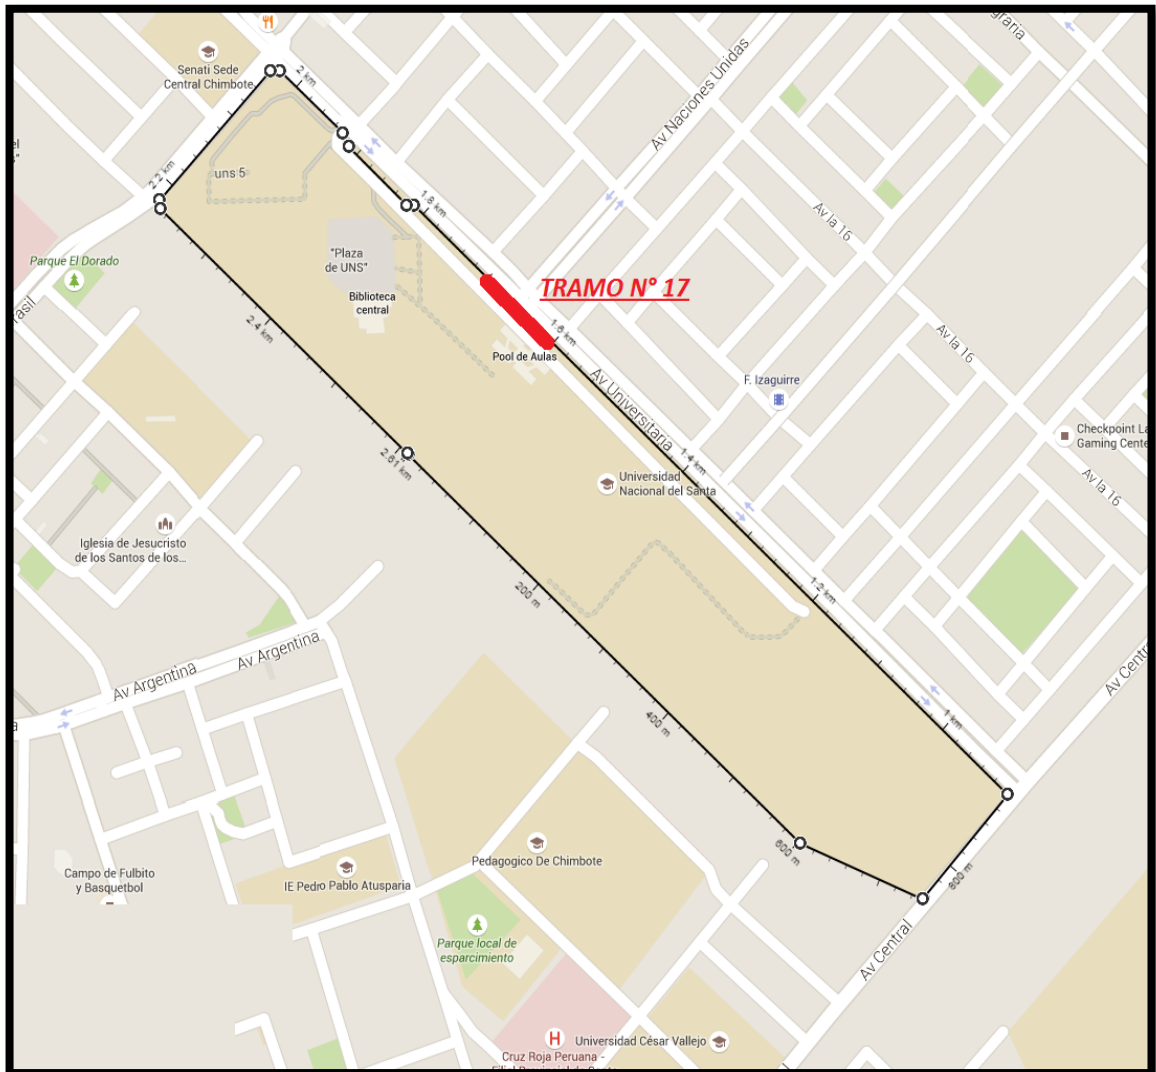 graria
Senati Sede
Central Chimbote
2 km
Av Naciones Unidas
el
uns 5
2.2 km
1.8 km
Av la 16
Parque El Dorado
"Plaza
de UNS"
Biblioteca
central
TRAMO N° 17
rasil
2.4 km
1.6 km
Pool de Aulas
Av la 16
F. Izaguirre
Av Universitaria
Checkpoint La
Gaming Cente
2.61 km
1.4 km
Universidad
Nacional del Santa
Av la 16
Iglesia de Jesucristo
de los Santos de los...
200 m
1.2 km
Av Argentina
Av Argentina
Av Centr
a
400 m
1 km
600 m
Pedagogico De Chimbote
800 m
Campo de Fulbito
y Basquetbol
IE Pedro Pablo Atusparia
Parque local de
esparcimiento
Av Central
H
Universidad César Vallejo
Cruz Roja Peruana -